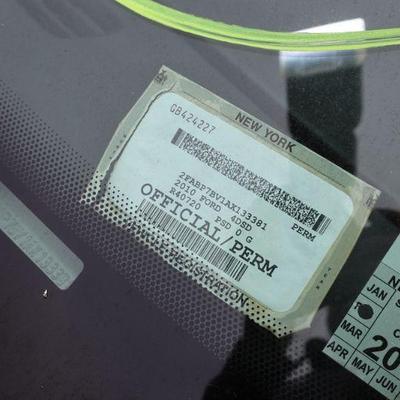 NEW YORK
GB424227
2FABP7BV1AX133381
2010 FORD 4DSD PERM
R40720 PSD 0 G
OFFICIAL/PERM
REGISTRATION
JAN
MAR
APR MAY JUN
20